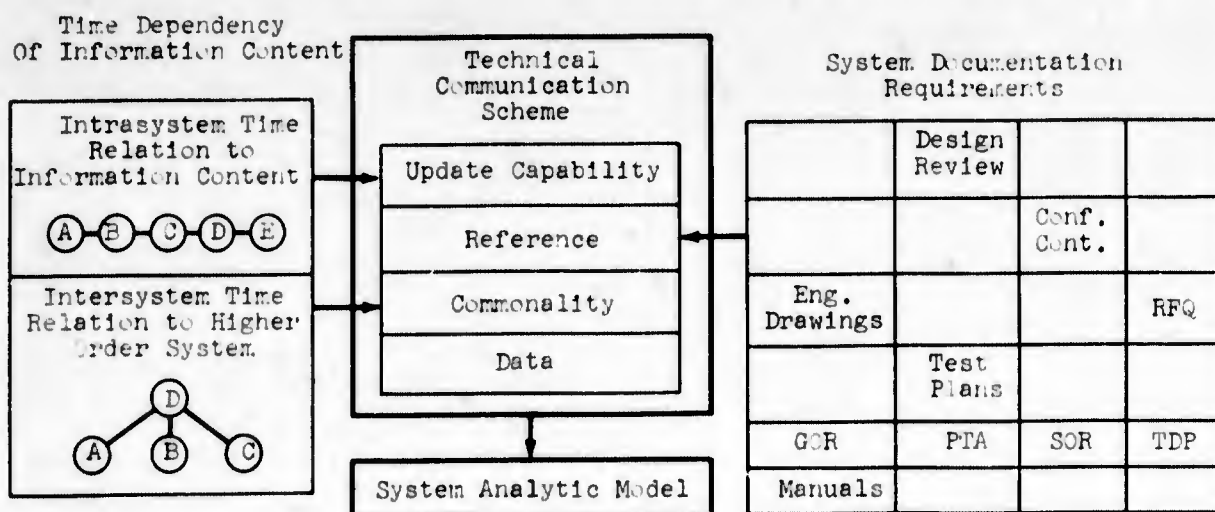 Time Dependency
Of Information Content
Intrasystem Time
Relation to
Information Content
A B C D E
Intersystem Time
Relation to Higher
Order System
D
A B C
Technical
Communication
Scheme
Update Capability
Reference
Commonality
Data
System Analytic Model
System Documentation
Requirements
Design
Review
Conf.
Cont.
Eng.
Drawings
RFQ
Test
Plans
GOR PTA SOR TDP
Manuals